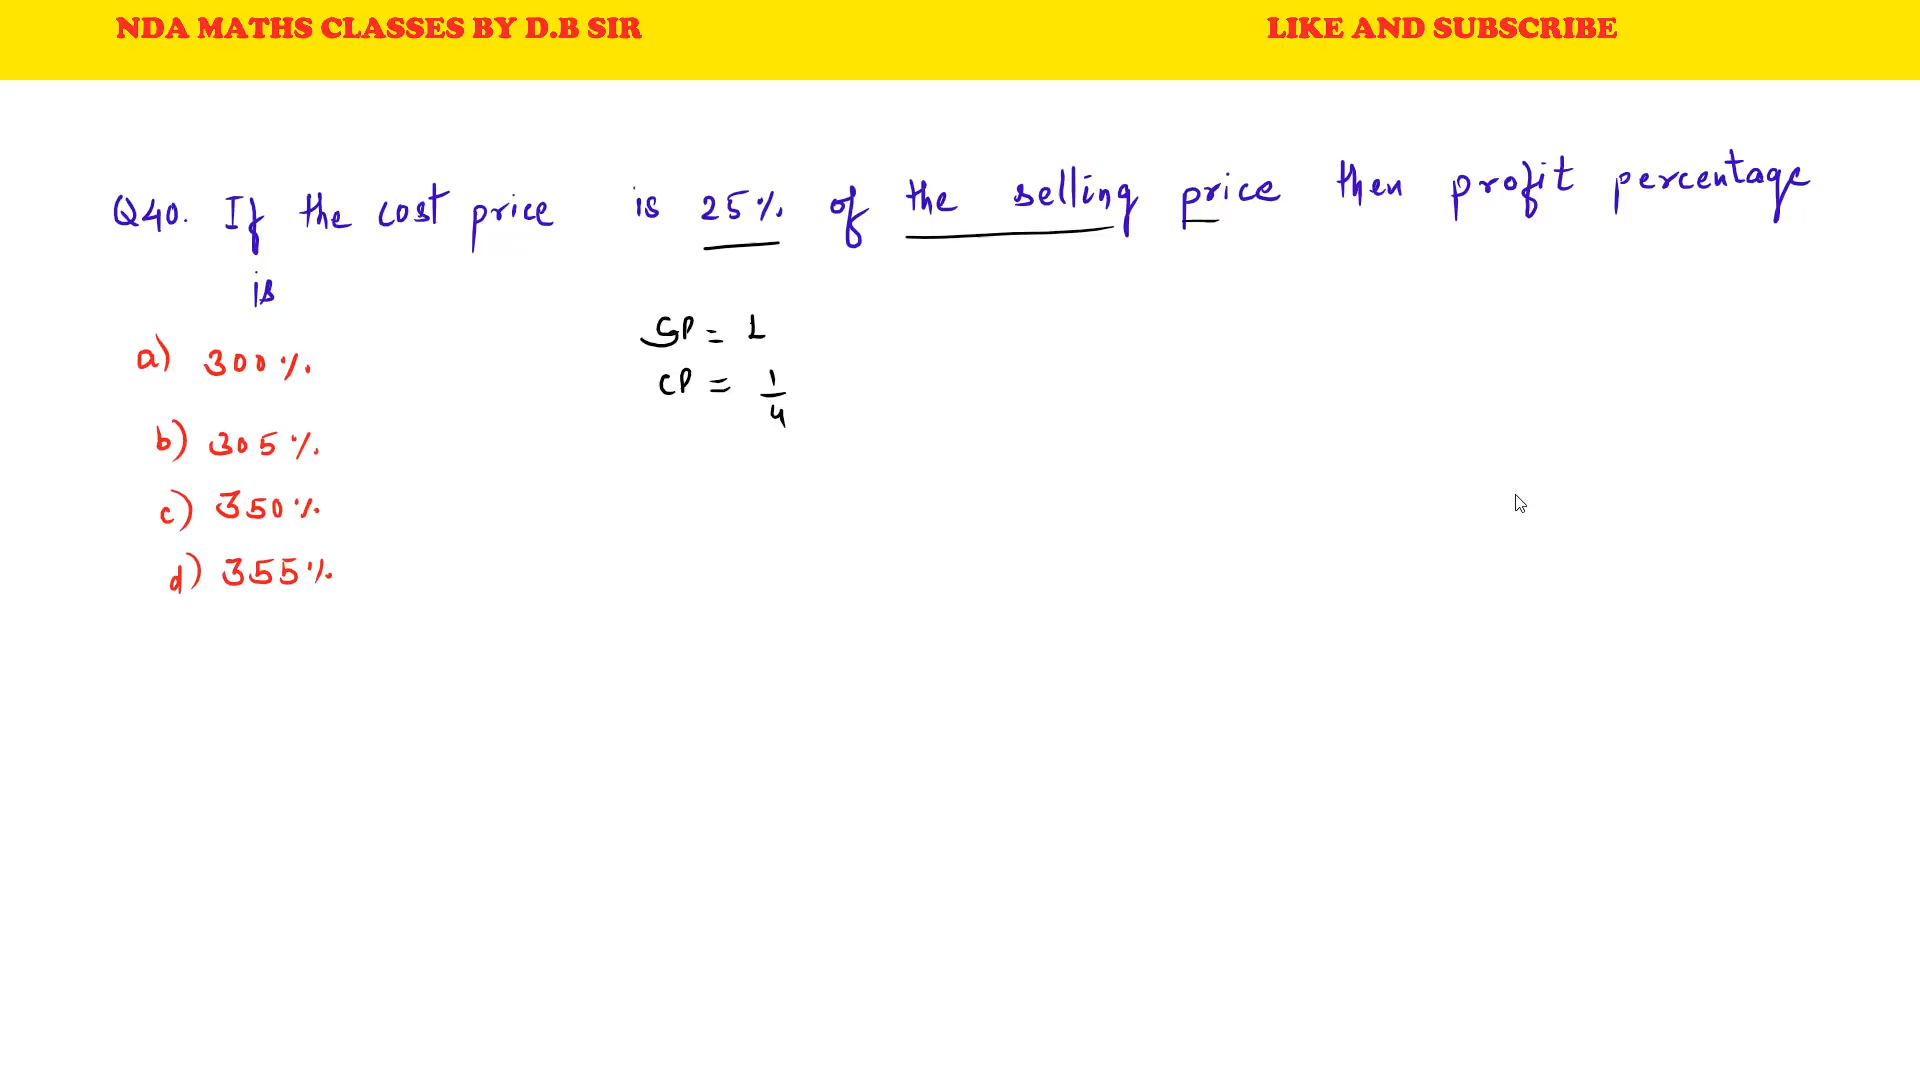 NDA MATHS CLASSES BY D.B SIR LIKE AND SUBSCRIBE
Q40. If the cost price is 25% of the selling price then profit percentage
is
a) 300%.
b) 305%.
c) 350%.
d) 355%.
SP = 1
CP = 1/4